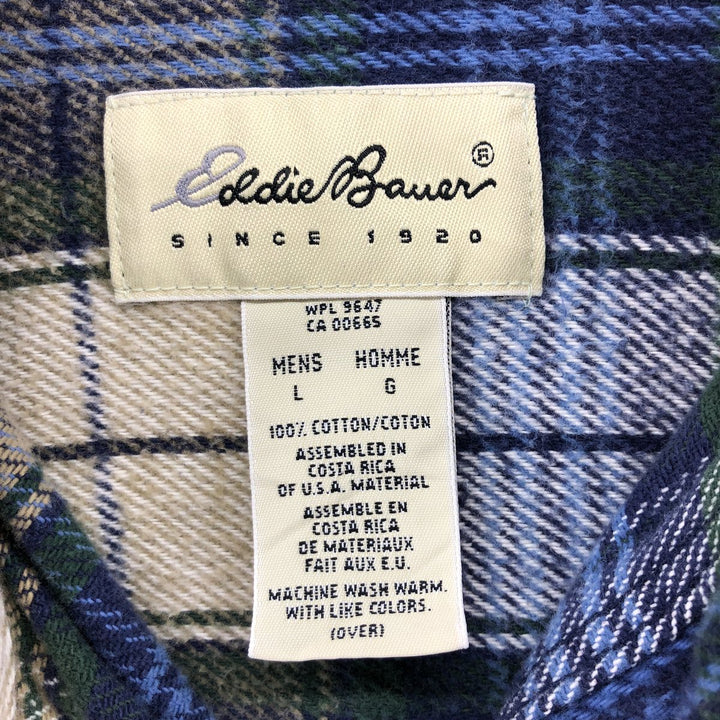 Eddie Bauer®
SINCE 1920
WPL 9647
CA 00665
MENS HOMME
L G
100% COTTON/COTON
ASSEMBLED IN
COSTA RICA
OF U.S.A. MATERIAL
ASSEMBLE EN
COSTA RICA
DE MATERIAUX
FAIT AUX E.U.
MACHINE WASH WARM.
WITH LIKE COLORS.
(OVER)